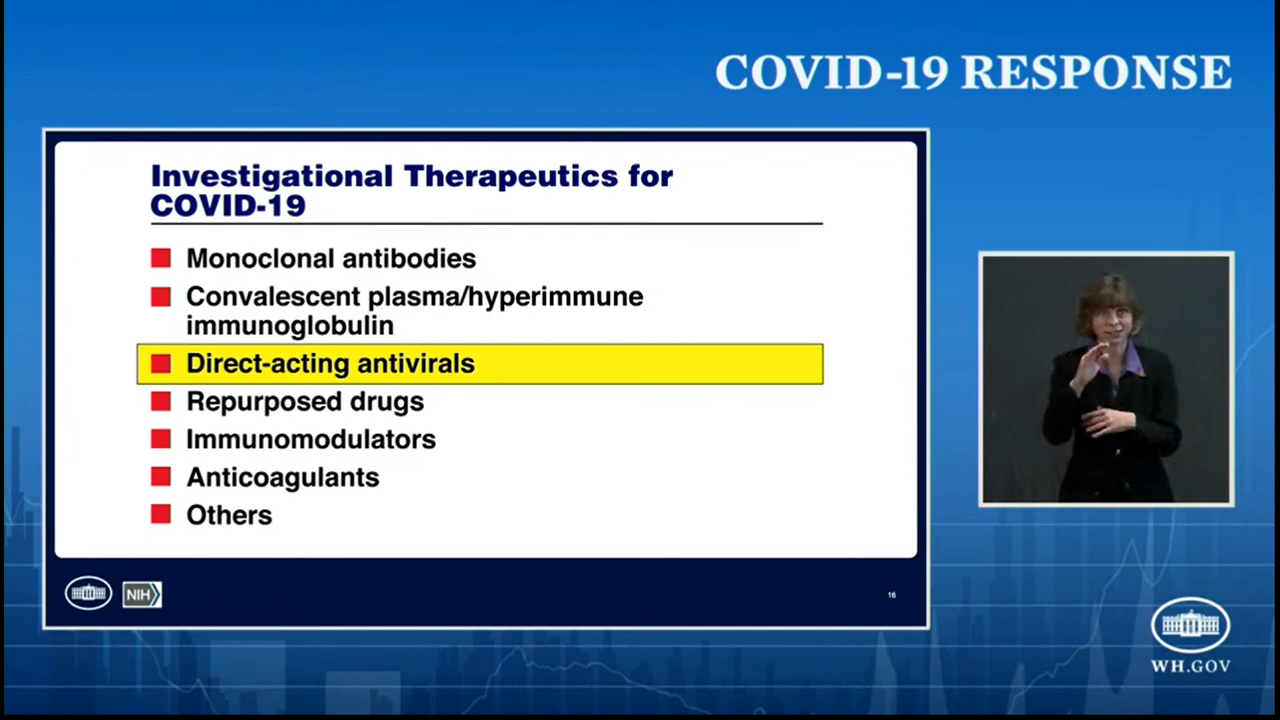 COVID-19 RESPONSE
Investigational Therapeutics for
COVID-19
Monoclonal antibodies
Convalescent plasma/hyperimmune
immunoglobulin
Direct-acting antivirals
Repurposed drugs
Immunomodulators
Anticoagulants
Others
NIH
16
WH.GOV